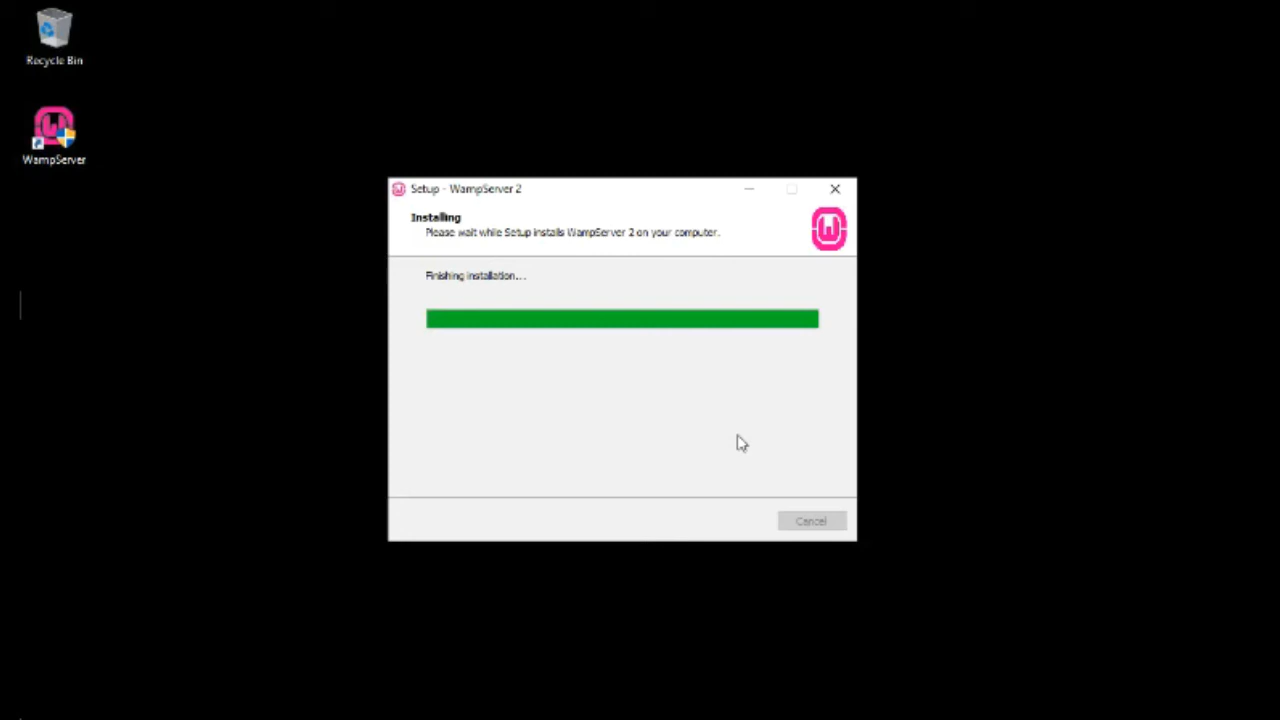 Recycle Bin
WampServer
Setup - WampServer 2
Installing
Please wait while Setup installs WampServer 2 on your computer.
Finishing installation...
Cancel